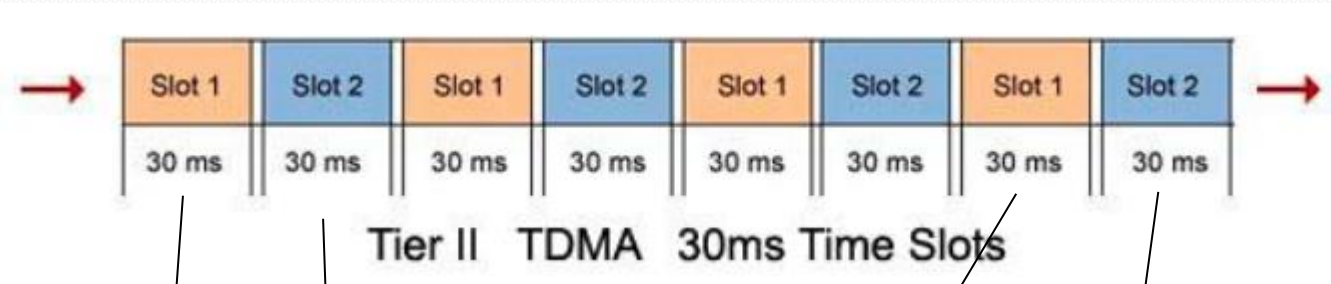 Slot 1 Slot 2 Slot 1 Slot 2 Slot 1 Slot 2 Slot 1 Slot 2
30 ms 30 ms 30 ms 30 ms 30 ms 30 ms 30 ms 30 ms
Tier II TDMA 30ms Time Slots